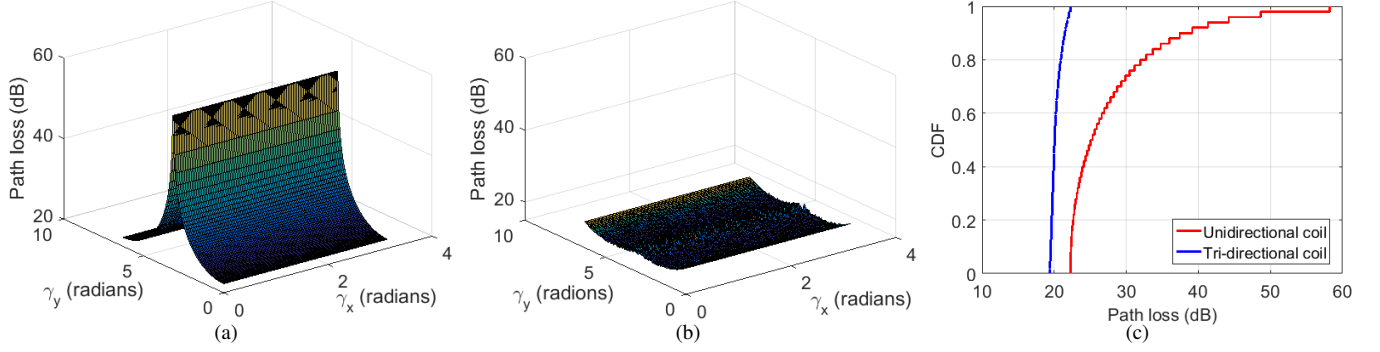 60
40
20
Path loss (dB)
10
5
0
γy (radians)
0
2
4
γx (radians)
(a)
60
40
20
Path loss (dB)
10
5
0
γy (radions)
0
2
4
γx (radians)
(b)
1
0.8
0.6
0.4
0.2
0
CDF
Unidirectional coil
Tri-directional coil
10 20 30 40 50 60
Path loss (dB)
(c)